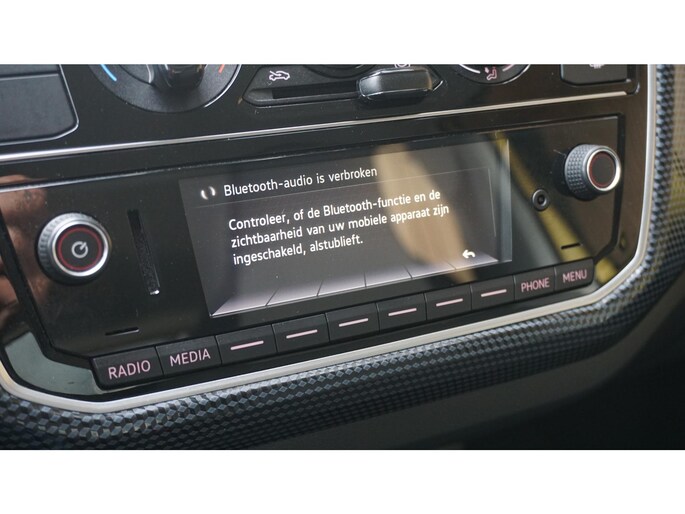 Bluetooth-audio is verbroken
Controleer, of de Bluetooth-functie en de
zichtbaarheid van uw mobiele apparaat zijn
ingeschakeld, alstublieft.
RADIO
MEDIA
PHONE
MENU